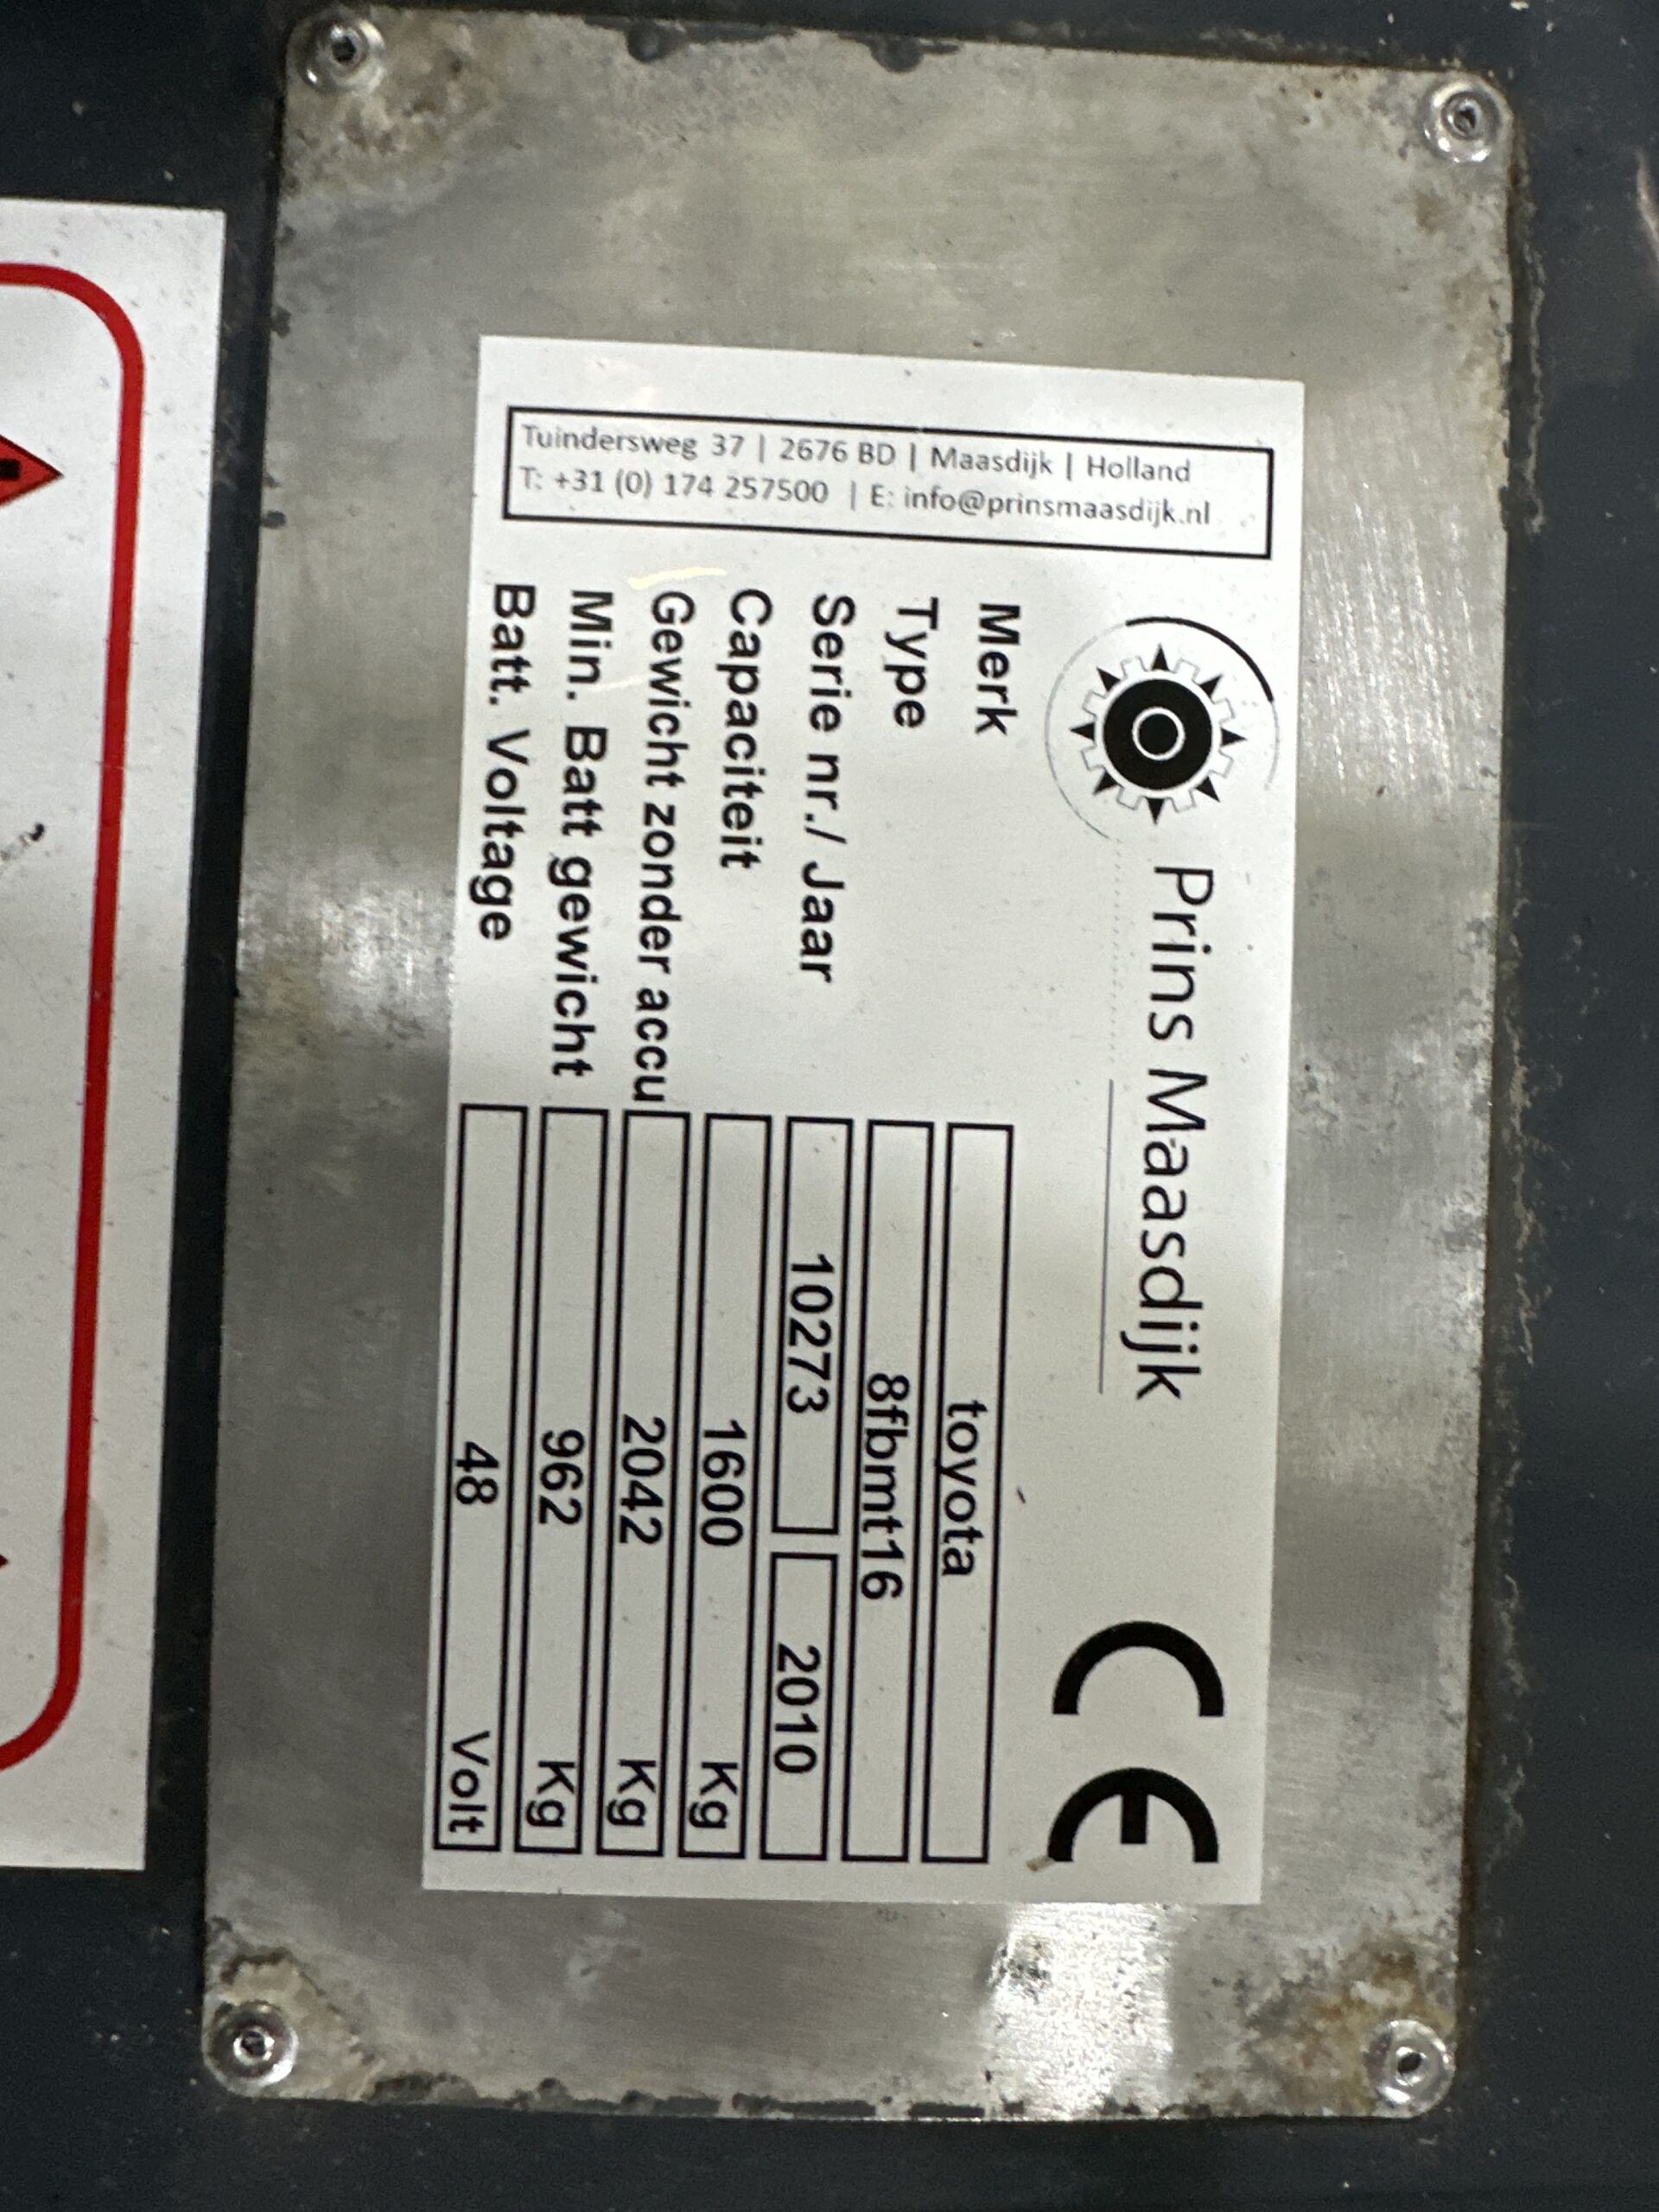 Prins Maasdijk CE
Merk toyota
Type 8fbmt16
Serie nr./ Jaar 10273 2010
Capaciteit 1600 Kg
Gewicht zonder accu 2042 Kg
Min. Batt gewicht 962 Kg
Batt. Voltage 48 Volt
Tuindersweg 37 | 2676 BD | Maasdijk | Holland
T: +31 (0) 174 257500 | E: info@prinsmaasdijk.nl